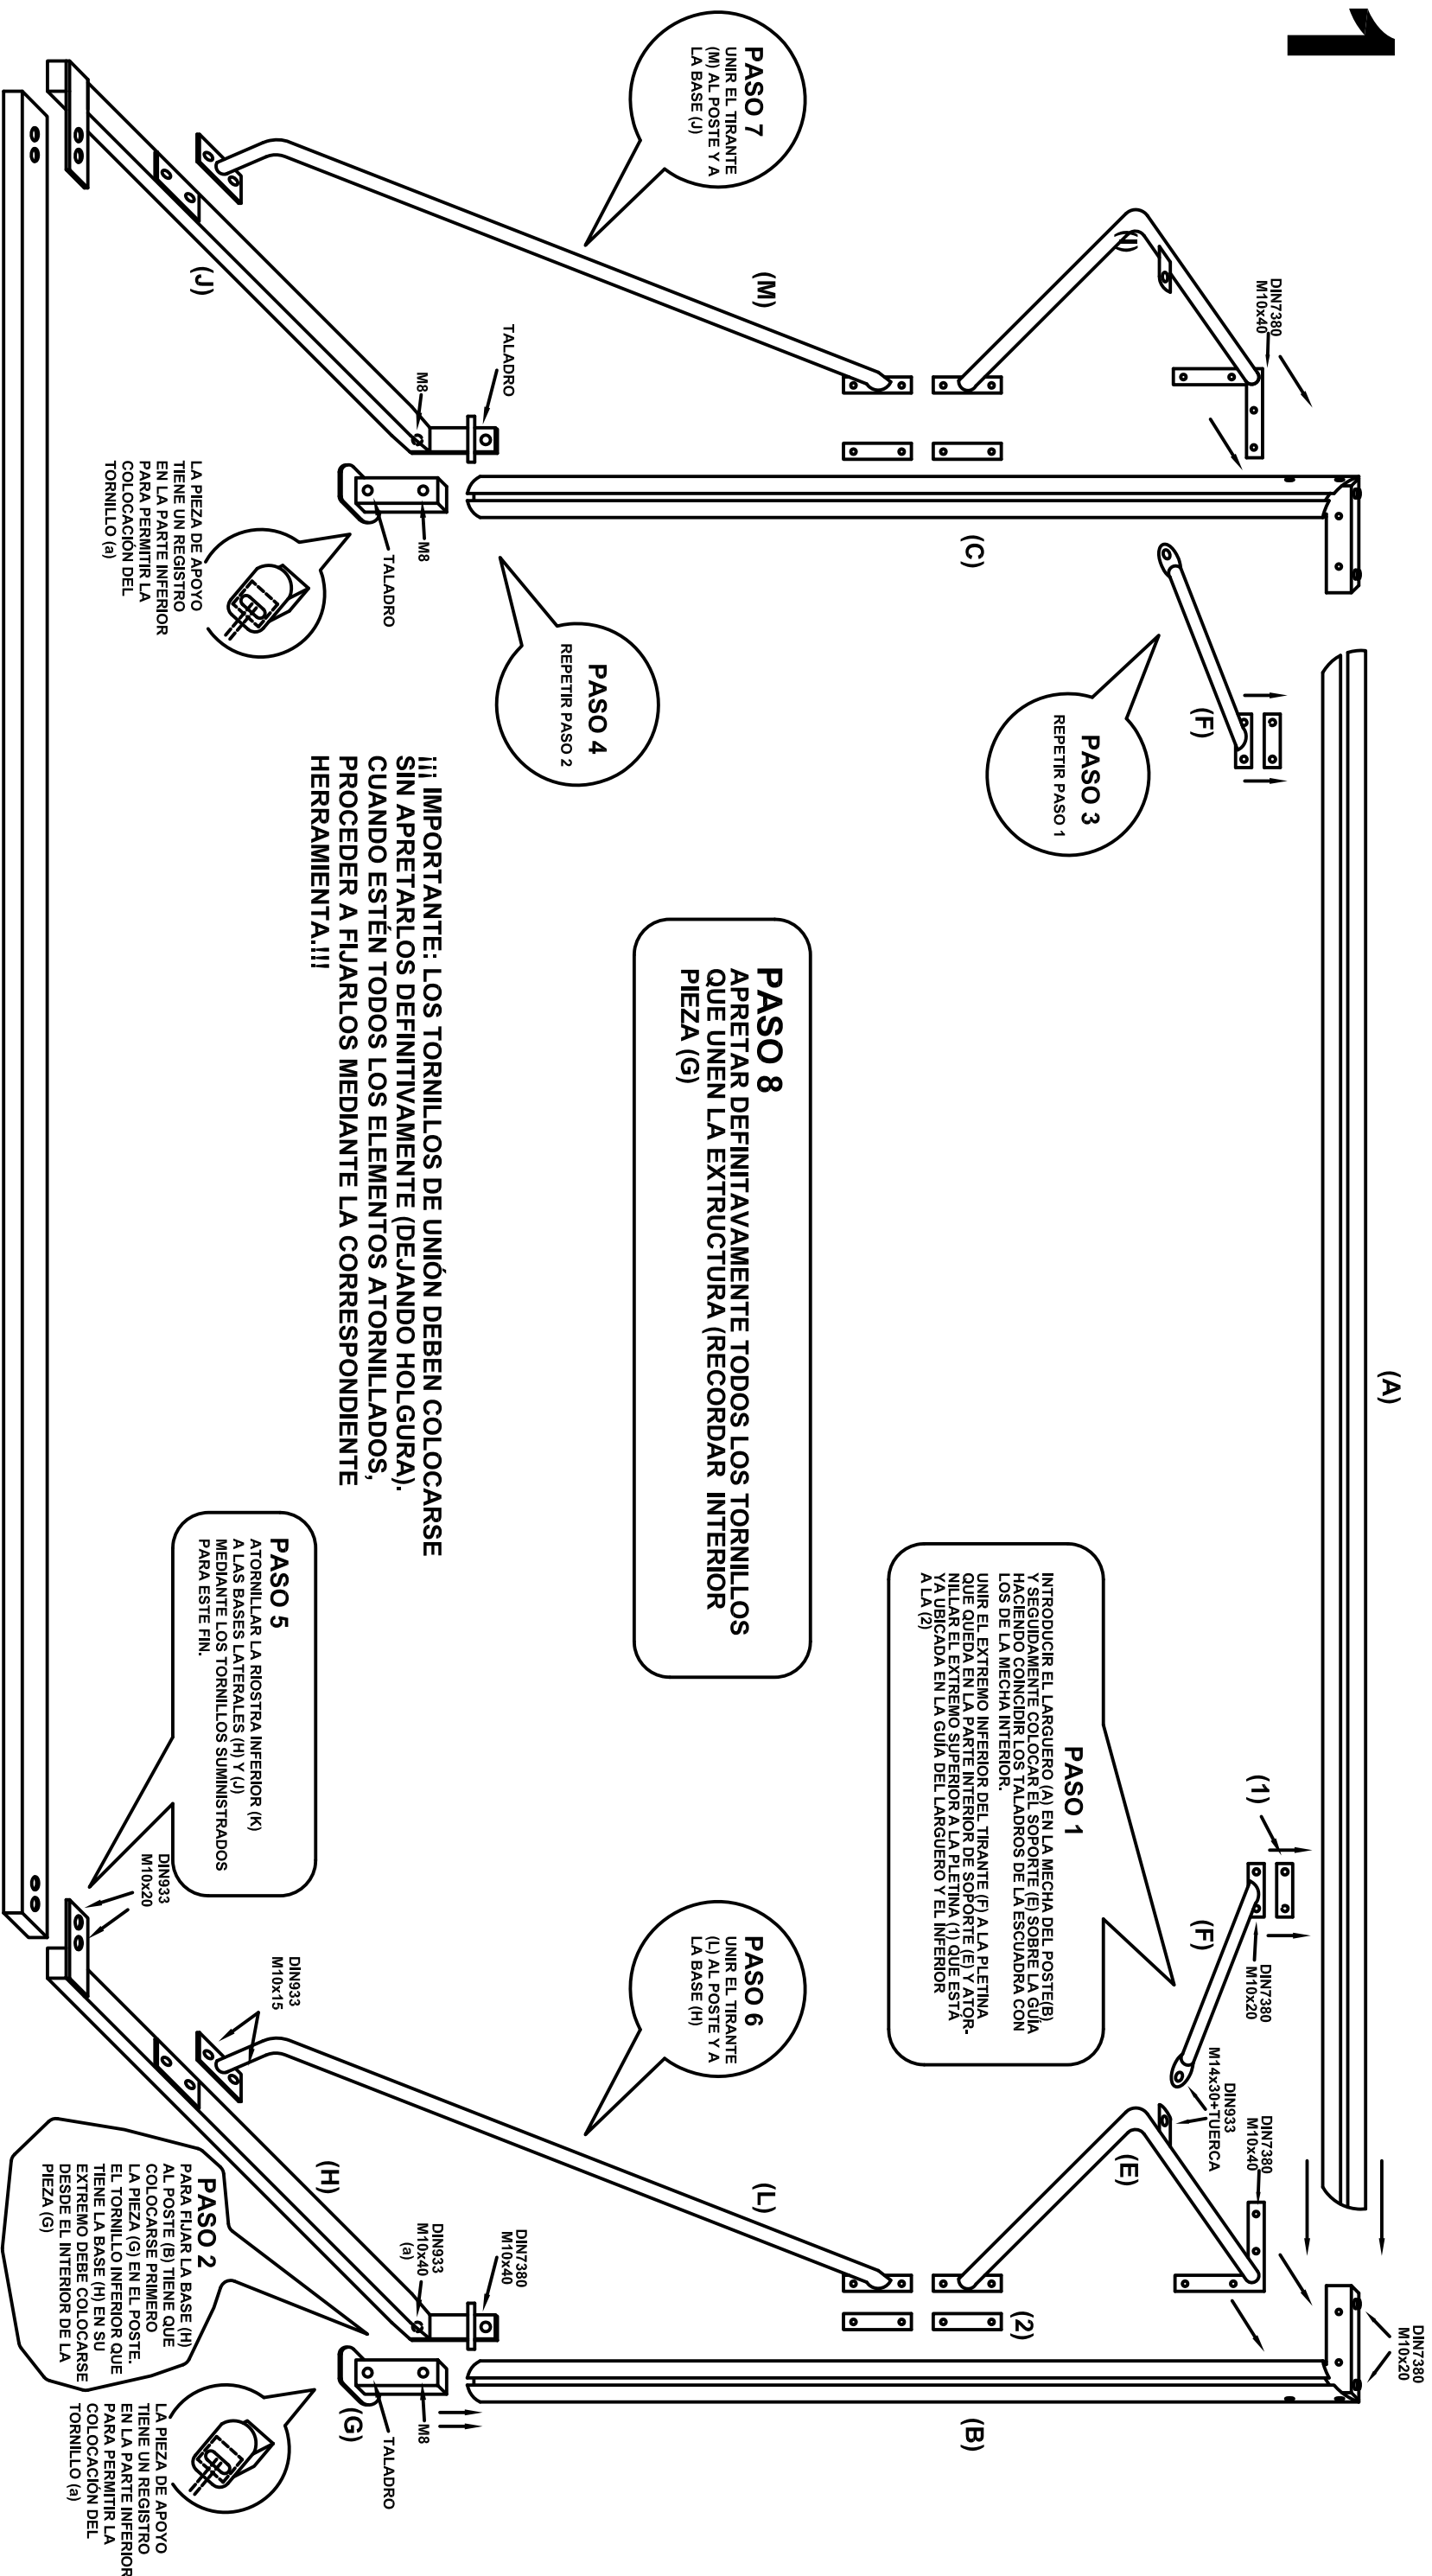 1
(A)
DIN7380
M10x20
DIN7380
M10x40
(I)
DIN7380
M10x40
(1)
(F)
DIN7380
M10x20
(F)
DIN933
M14x30+TUERCA
(E)
(2)
PASO 3
REPETIR PASO 1
PASO 1
INTRODUCIR EL LARGUERO (A) EN LA MECHA DEL POSTE(B)
Y SEGUIDAMENTE COLOCAR EL SOPORTE (E) SOBRE LA GUÍA
HACIENDO COINCIDIR LOS TALADROS DE LA ESCUADRA CON
LOS DE LA MECHA INTERIOR.
UNIR EL EXTREMO INFERIOR DEL TIRANTE (F) A LA PLETINA
QUE QUEDA EN LA PARTE INTERIOR DE SOPORTE (E) Y ATOR-
NILLAR EL EXTREMO SUPERIOR A LA PLETINA (1) QUE ESTÁ
YA UBICADA EN LA GUÍA DEL LARGUERO Y EL INFERIOR
A LA (2)
(C)
(B)
PASO 7
UNIR EL TIRANTE
(M) AL POSTE Y A
LA BASE (J)
(M)
PASO 8
APRETAR DEFINITAVAMENTE TODOS LOS TORNILLOS
QUE UNEN LA EXTRUCTURA (RECORDAR INTERIOR
PIEZA (G)
PASO 6
UNIR EL TIRANTE
(L) AL POSTE Y A
LA BASE (H)
(L)
PASO 4
REPETIR PASO 2
TALADRO
M8
M8
TALADRO
(J)
¡¡¡ IMPORTANTE: LOS TORNILLOS DE UNIÓN DEBEN COLOCARSE
SIN APRETARLOS DEFINITIVAMENTE (DEJANDO HOLGURA).
CUANDO ESTÉN TODOS LOS ELEMENTOS ATORNILLADOS,
PROCEDER A FIJARLOS MEDIANTE LA CORRESPONDIENTE
HERRAMIENTA.!!!
DIN7380
M10x40
DIN933
M10x40
(a)
M8
TALADRO
(G)
(H)
LA PIEZA DE APOYO
TIENE UN REGISTRO
EN LA PARTE INFERIOR
PARA PERMITIR LA
COLOCACIÓN DEL
TORNILLO (a)
PASO 5
ATORNILLAR LA RIOSTRA INFERIOR (K)
A LAS BASES LATERALES (H) Y (J)
MEDIANTE LOS TORNILLOS SUMINISTRADOS
PARA ESTE FIN.
DIN933
M10x20
DIN933
M10x15
PASO 2
PARA FIJAR LA BASE (H)
AL POSTE (B) TIENE QUE
COLOCARSE PRIMERO
LA PIEZA (G) EN EL POSTE.
EL TORNILLO INFERIOR QUE
TIENE LA BASE (H) EN SU
EXTREMO DEBE COLOCARSE
DESDE EL INTERIOR DE LA
PIEZA (G)
LA PIEZA DE APOYO
TIENE UN REGISTRO
EN LA PARTE INFERIOR
PARA PERMITIR LA
COLOCACIÓN DEL
TORNILLO (a)